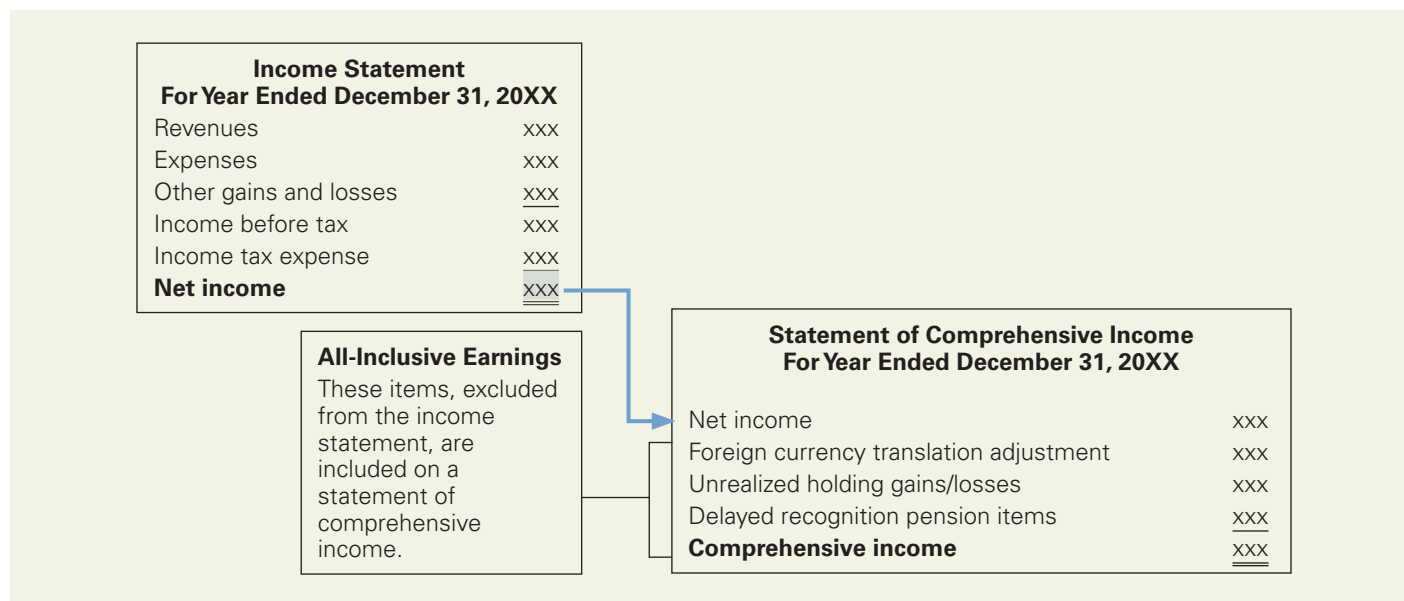 Income Statement
For Year Ended December 31, 20XX
Revenues xxx
Expenses xxx
Other gains and losses xxx
Income before tax xxx
Income tax expense xxx
Net income xxx
All-Inclusive Earnings
These items, excluded
from the income
statement, are
included on a
statement of
comprehensive
income.
Statement of Comprehensive Income
For Year Ended December 31, 20XX
Net income xxx
Foreign currency translation adjustment xxx
Unrealized holding gains/losses xxx
Delayed recognition pension items xxx
Comprehensive income xxx